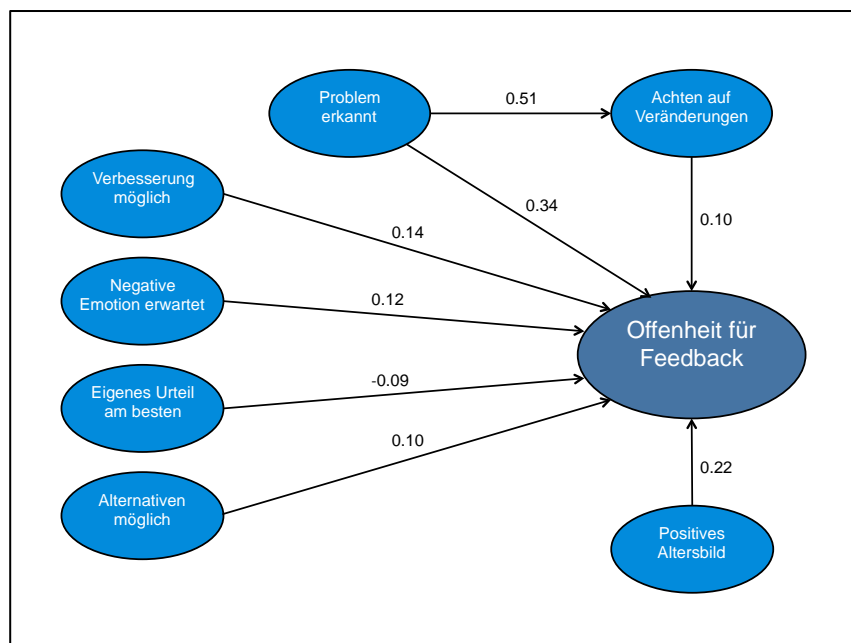 Problem
erkannt
0.51
Achten auf
Veränderungen
Verbesserung
möglich
0.34
0.14
0.10
Negative
Emotion erwartet
0.12
Offenheit für
Feedback
Eigenes Urteil
am besten
-0.09
0.10
Alternativen
möglich
0.22
Positives
Altersbild